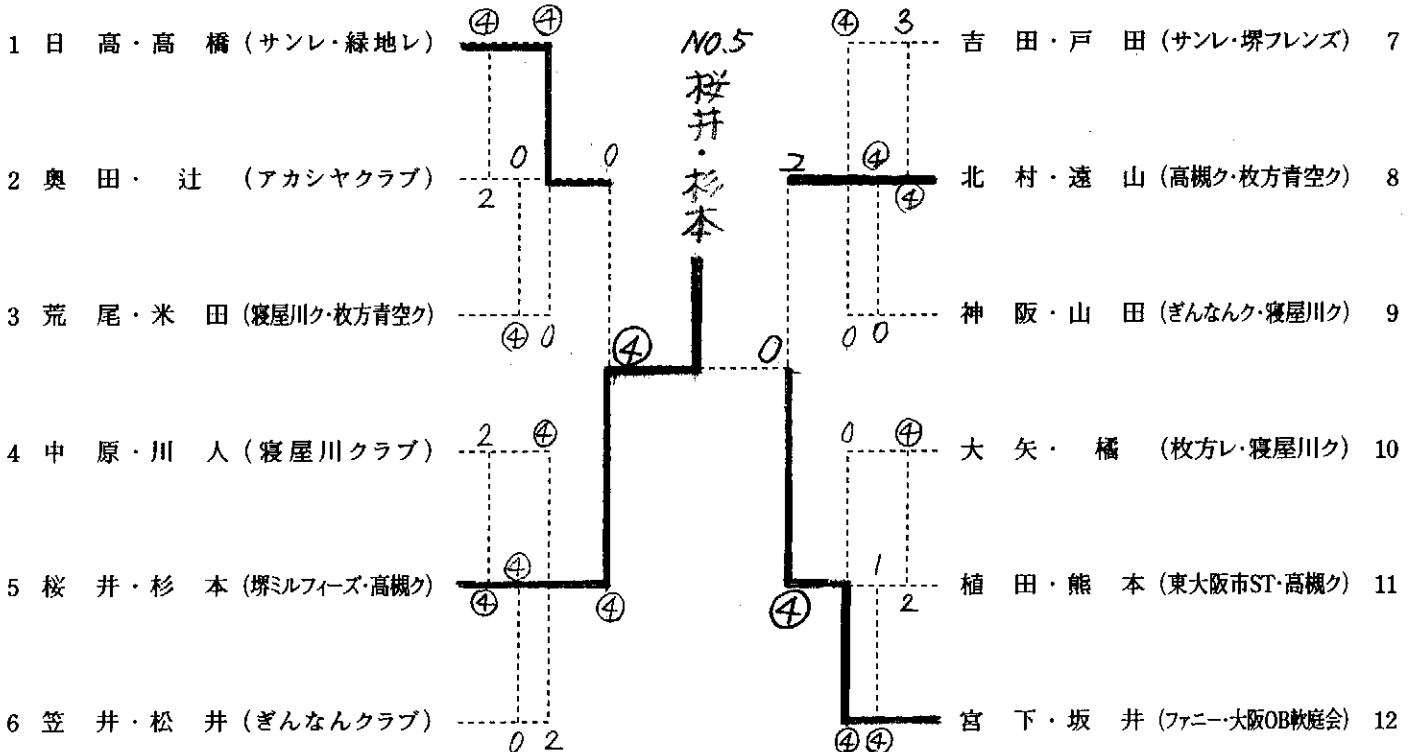 ④ ④
1 日高・高橋 (サンレ・緑地レ)
0 0
2 奥田・辻 (アカシヤクラブ)
2
3 荒尾・米田 (寝屋川ク・枚方青空ク)
④ 0
④
2 ④
4 中原・川人 (寝屋川クラブ)
④
5 桜井・杉本 (堺ミルフィーズ・高槻ク)
④ ④
6 笠井・松井 (ぎんなんクラブ)
0 2
NO.5
桜井・杉本
④ 3
吉田・戸田 (サンレ・堺フレンズ) 7
2 ④
北村・遠山 (高槻ク・枚方青空ク) 8
④
神阪・山田 (ぎんなんク・寝屋川ク) 9
0 0
0
0 ④
大矢・橘 (枚方レ・寝屋川ク) 10
1
植田・熊本 (東大阪市ST・高槻ク) 11
④ 2
宮下・坂井 (ファニー・大阪OB軟庭会) 12
④ ④